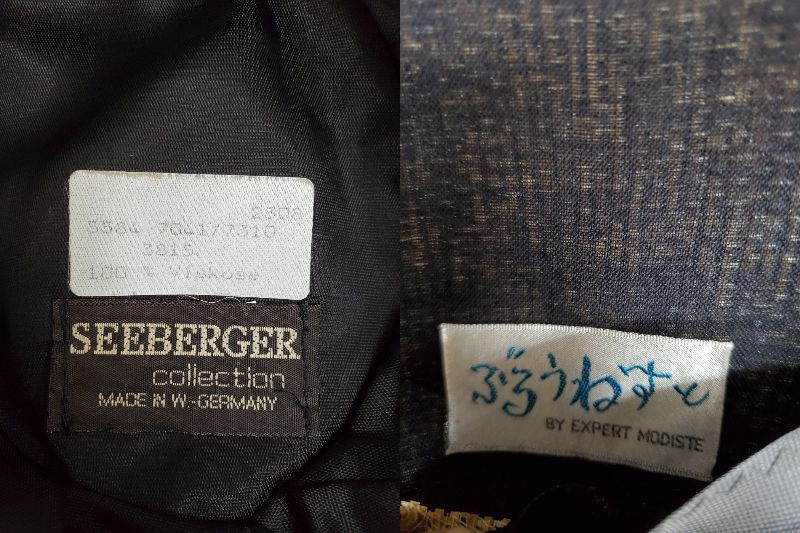 2308
5584 7041/7310
3815
100 % Viskose
SEEBERGER
collection
MADE IN W.-GERMANY
ぶろうねすと
BY EXPERT MODISTE